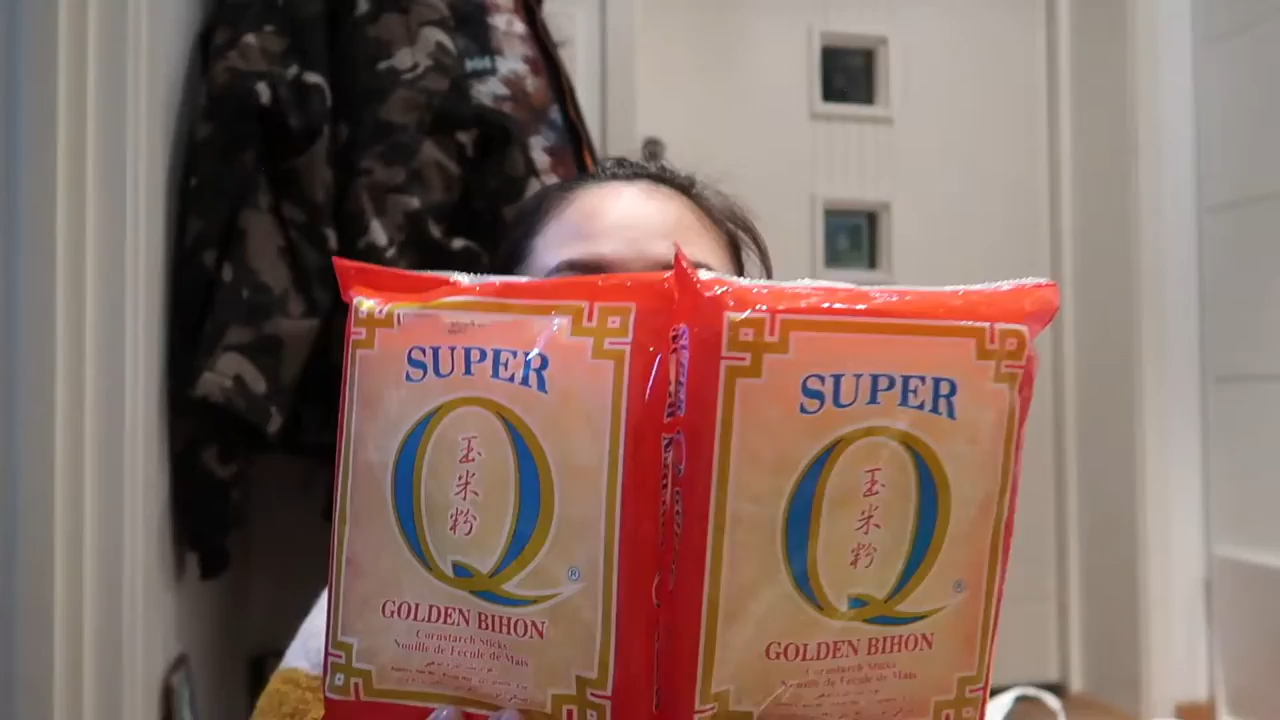 SUPER
Q
玉米粉
®
GOLDEN BIHON
Cornstarch Sticks
Nouille de Fécule de Maïs
SUPER
Q
玉米粉
®
GOLDEN BIHON
Cornstarch Sticks
Nouille de Fécule de Maïs